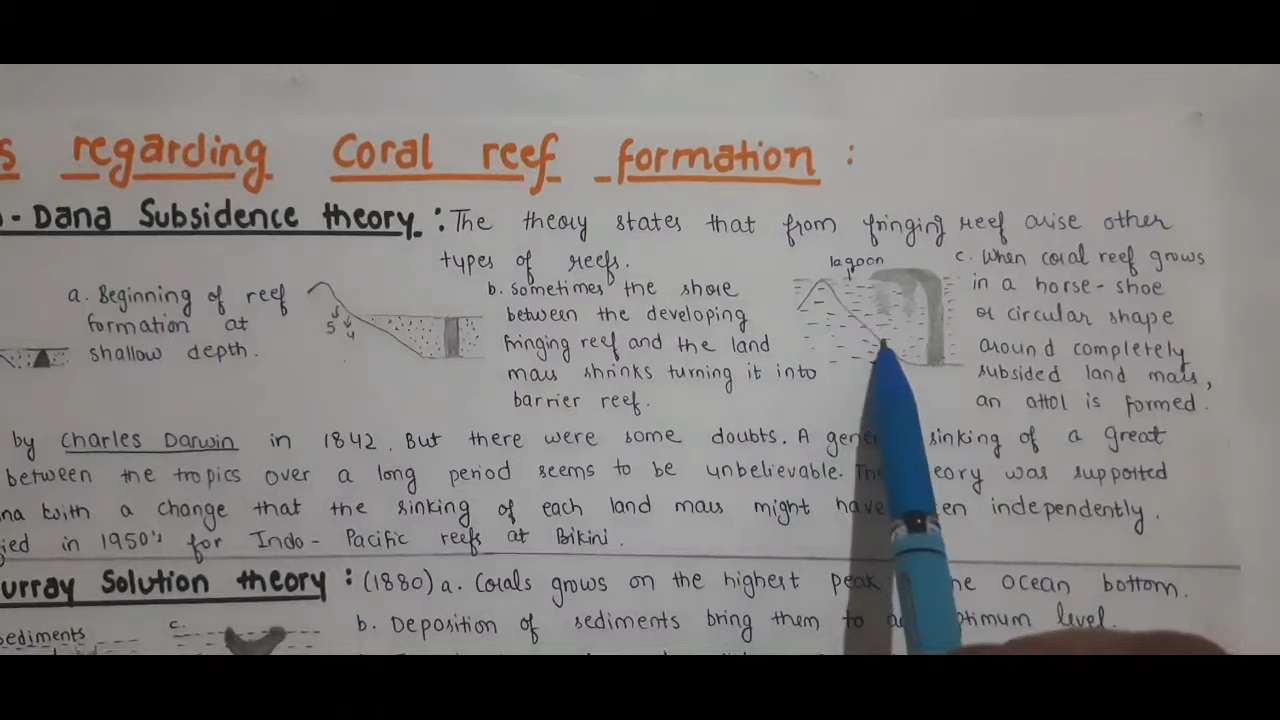 s regarding Coral reef formation :
- Dana Subsidence theory : The theory states that from fringing reef arise other
types of reefs.
a. Beginning of reef
formation at
shallow depth.
5 4
b. sometimes the shore
between the developing
fringing reef and the land
mass shrinks turning it into
barrier reef.
lagoon
c. When coral reef grows
in a horse-shoe
or circular shape
around completely
subsided land mass,
an attol is formed.
by Charles Darwin in 1842. But there were some doubts. A gene sinking of a great
between the tropics over a long period seems to be unbelievable. The eory was supported
na with a change that the sinking of each land mass might have en independently.
ied in 1950's for Indo-Pacific reefs at Bikini.
urray Solution theory : (1880) a. Corals grows on the highest peak he ocean bottom.
sediments
c.
b. Deposition of sediments bring them to a ptimum level.